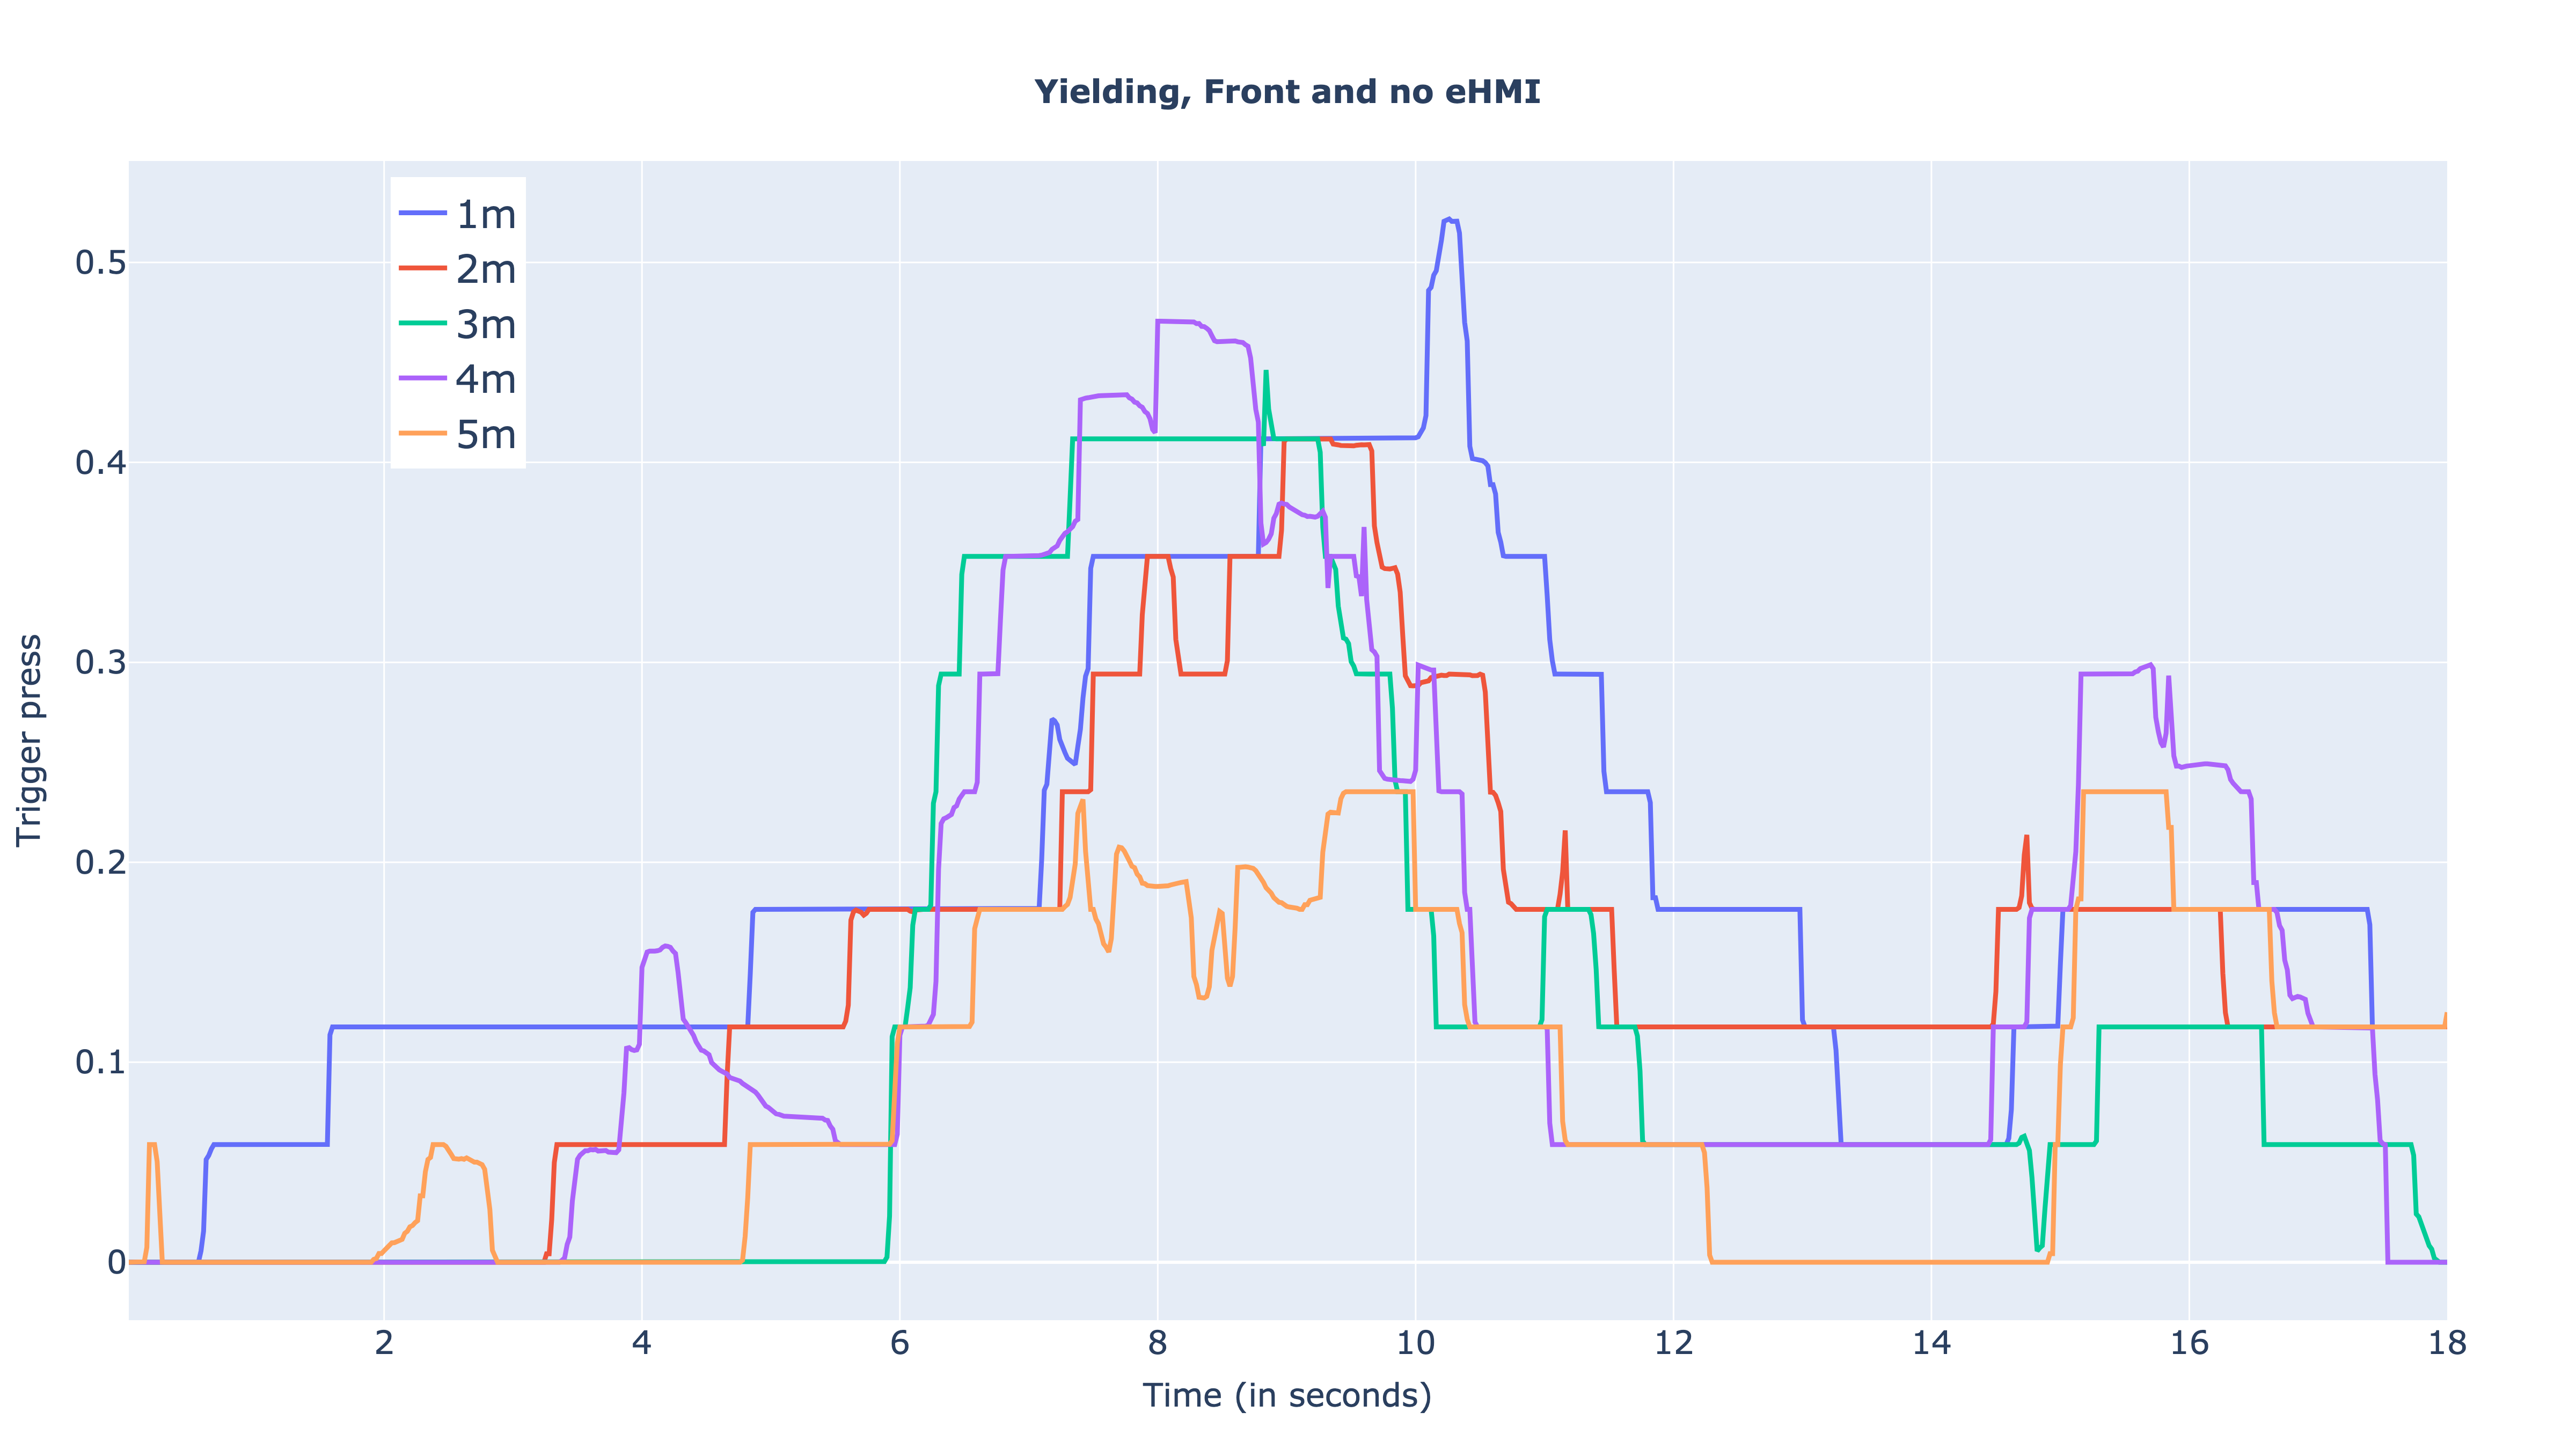 Yielding, Front and no eHMI
1m
2m
3m
4m
5m
0.5
0.4
0.3
0.2
0.1
0
Trigger press
2 4 6 8 10 12 14 16 18
Time (in seconds)